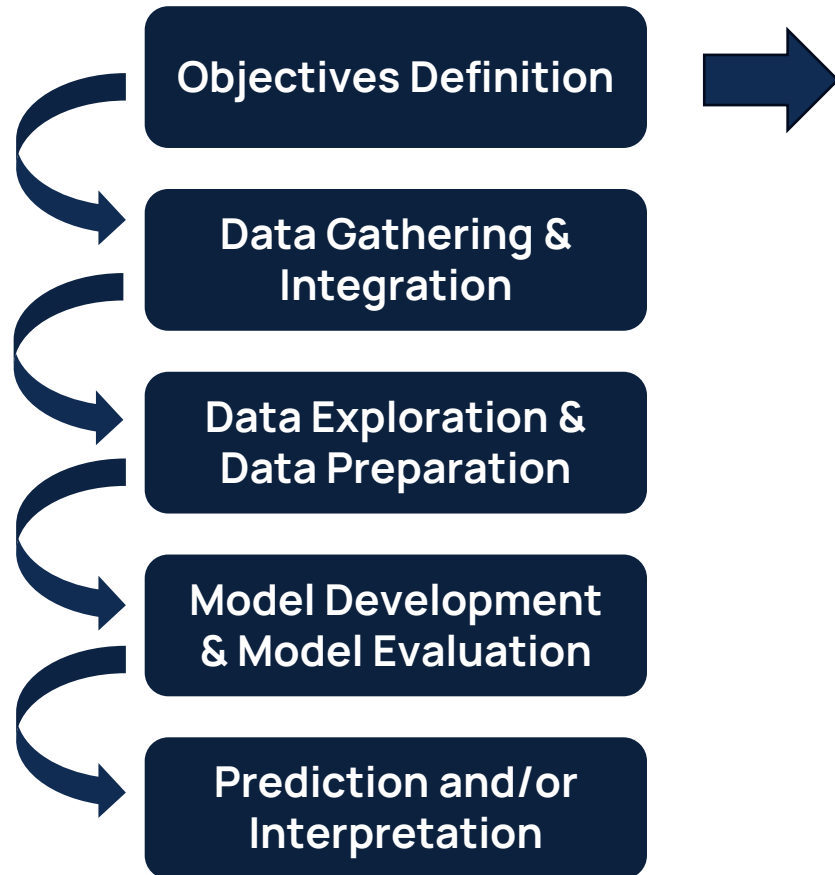 Objectives Definition
Data Gathering &
Integration
Data Exploration &
Data Preparation
Model Development
& Model Evaluation
Prediction and/or
Interpretation